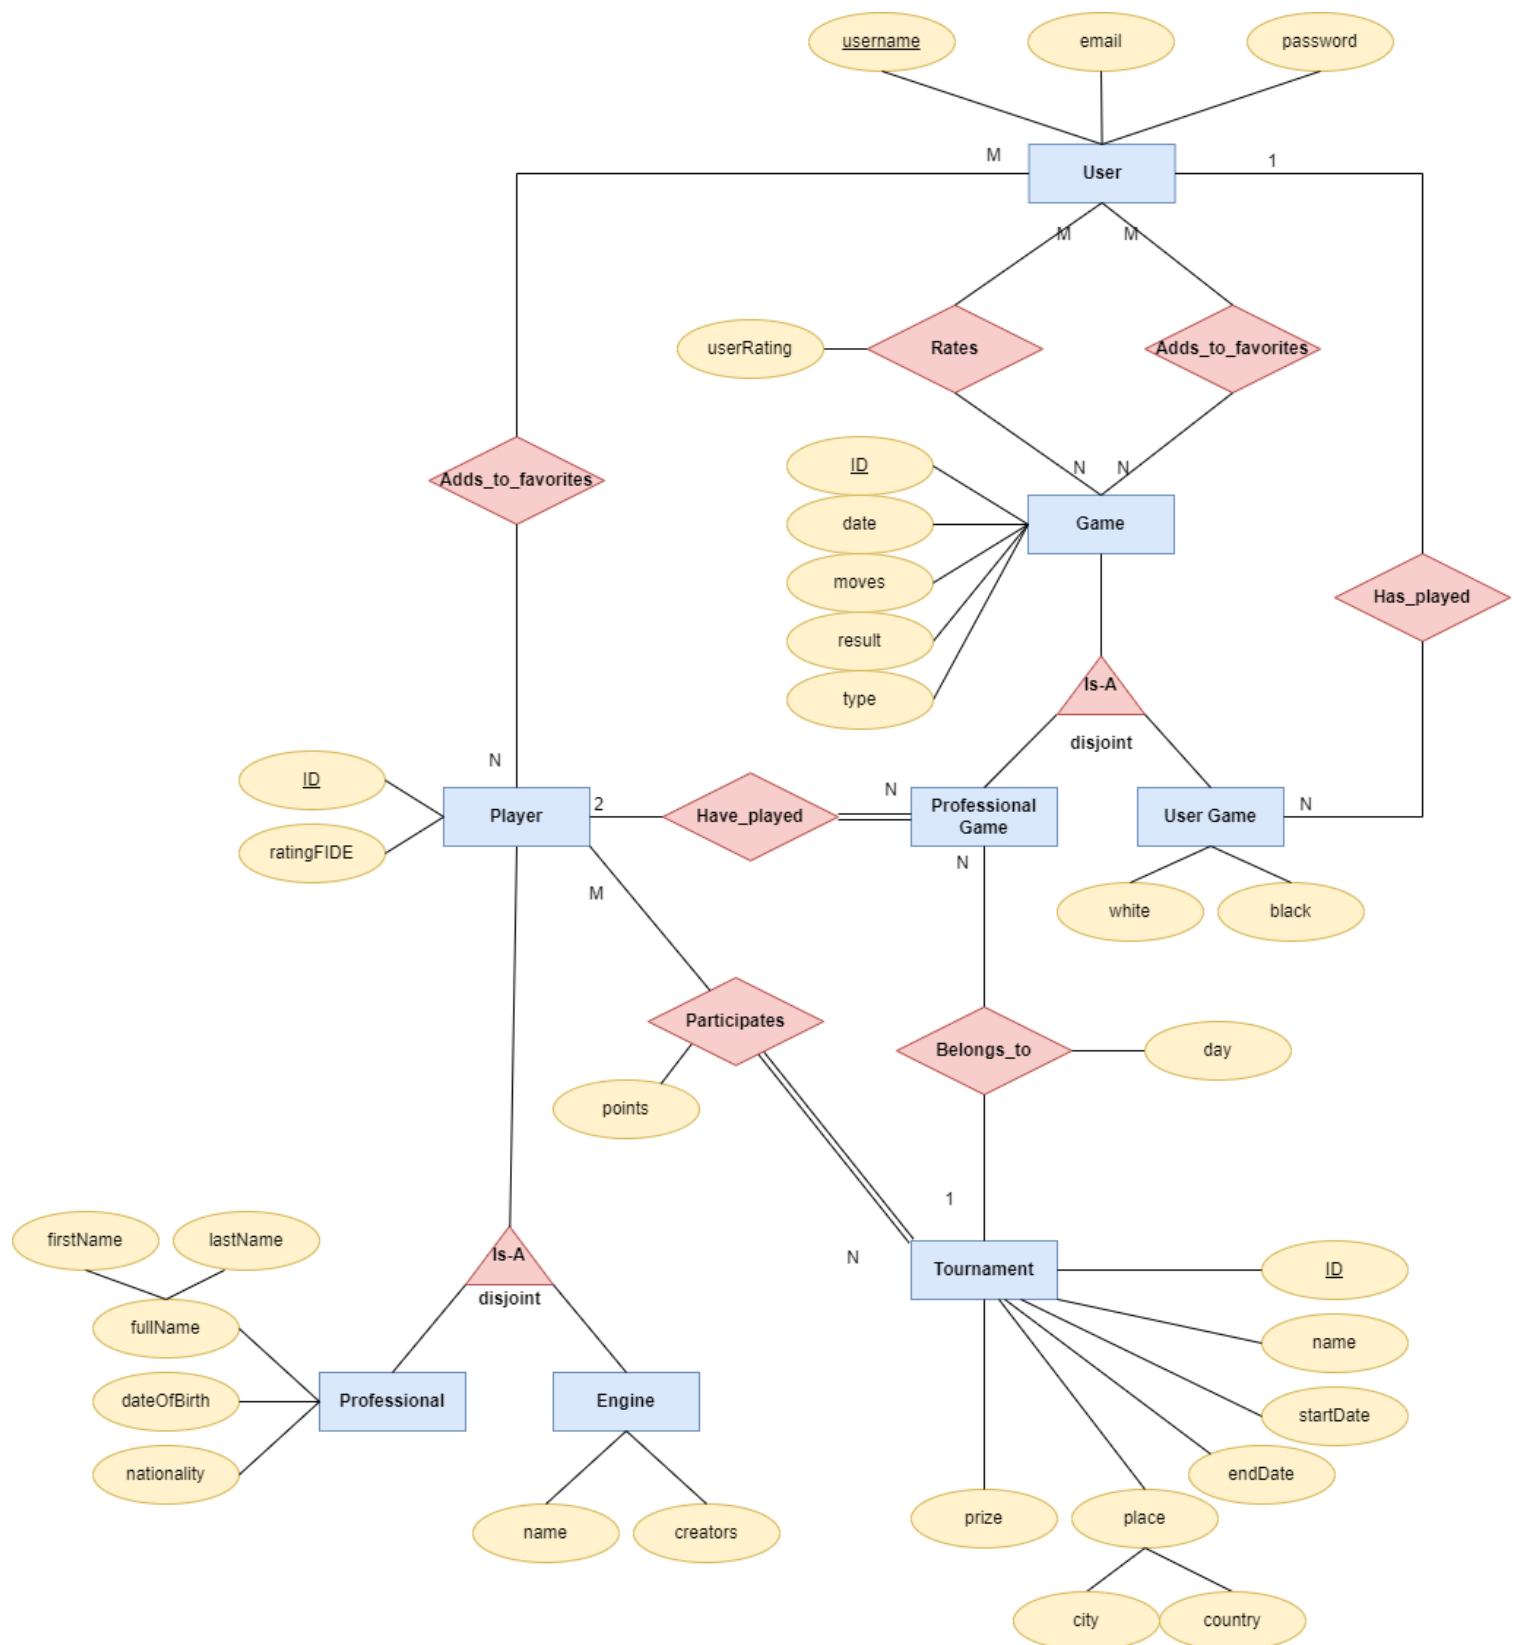 username
email
password
M
User
1
M
M
userRating
Rates
Adds_to_favorites
N
N
ID
Adds_to_favorites
date
Game
moves
Has_played
result
Is-A
type
disjoint
N
ID
2
N
Professional
Game
N
Player
Have_played
User Game
ratingFIDE
N
M
white
black
Participates
Belongs_to
day
points
1
firstName
lastName
Is-A
N
Tournament
ID
disjoint
fullName
name
dateOfBirth
Professional
Engine
startDate
nationality
endDate
name
creators
prize
place
city
country